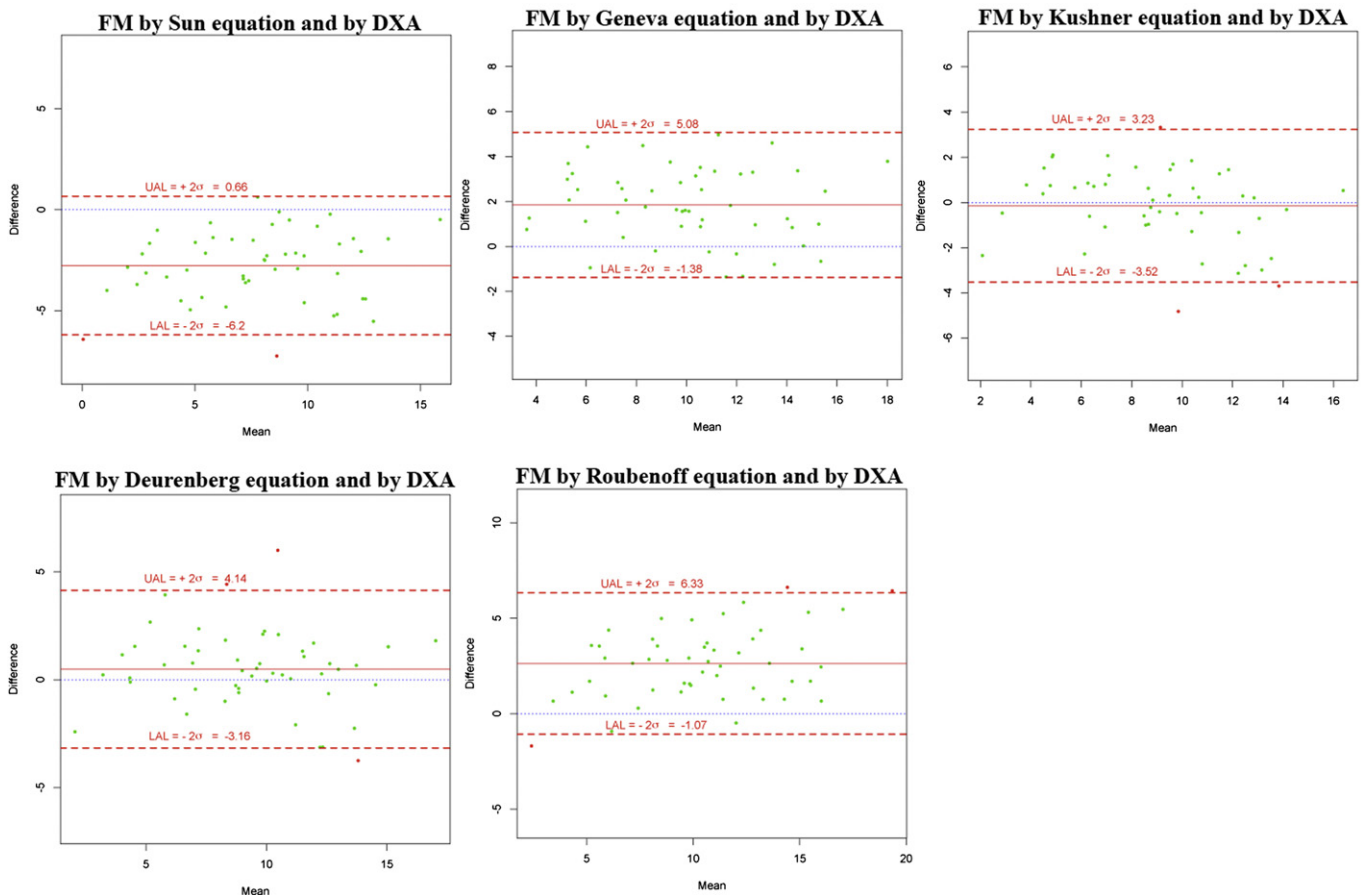 FM by Sun equation and by DXA
Difference
5
0
-5
UAL = + 2σ = 0.66
LAL = - 2σ = -6.2
0
5
10
15
Mean
FM by Geneva equation and by DXA
Difference
8
6
4
2
0
-2
-4
UAL = + 2σ = 5.08
LAL = - 2σ = -1.38
4
6
8
10
12
14
16
18
Mean
FM by Kushner equation and by DXA
Difference
6
4
2
0
-2
-4
-6
UAL = + 2σ = 3.23
LAL = - 2σ = -3.52
2
4
6
8
10
12
14
16
Mean
FM by Deurenberg equation and by DXA
Difference
5
0
-5
UAL = + 2σ = 4.14
LAL = - 2σ = -3.16
5
10
15
Mean
FM by Roubenoff equation and by DXA
Difference
10
5
0
-5
UAL = + 2σ = 6.33
LAL = - 2σ = -1.07
5
10
15
20
Mean